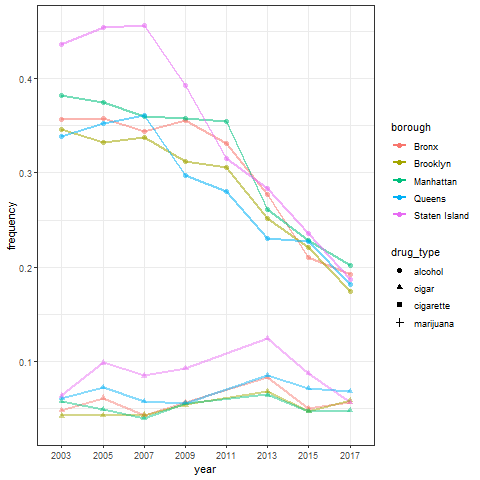 0.4
0.3
0.2
0.1
frequency
2003 2005 2007 2009 2011 2013 2015 2017
year
borough
Bronx
Brooklyn
Manhattan
Queens
Staten Island
drug_type
alcohol
cigar
cigarette
marijuana